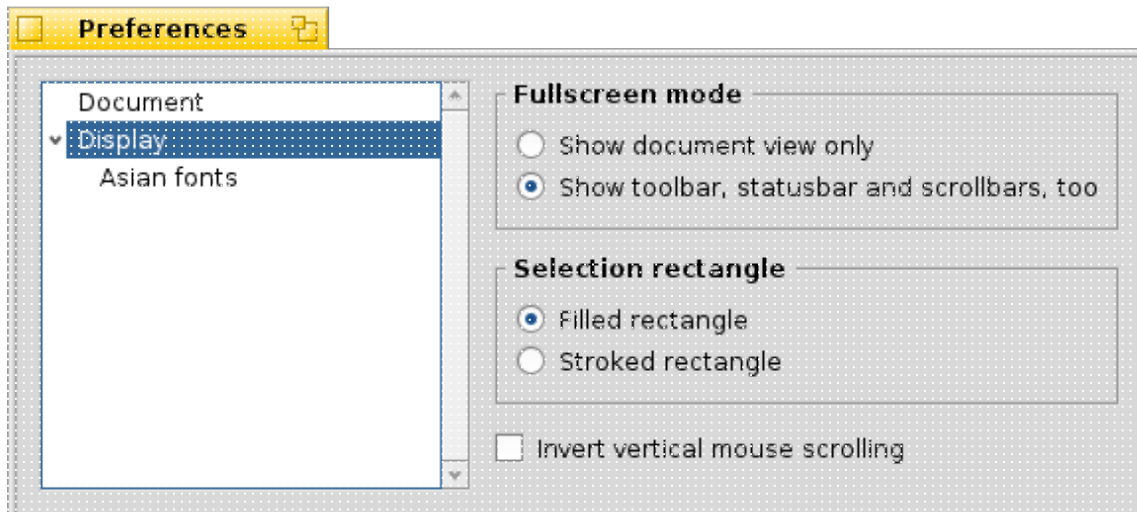 Preferences
Document
Display
Asian fonts
Fullscreen mode
Show document view only
Show toolbar, statusbar and scrollbars, too
Selection rectangle
Filled rectangle
Stroked rectangle
Invert vertical mouse scrolling